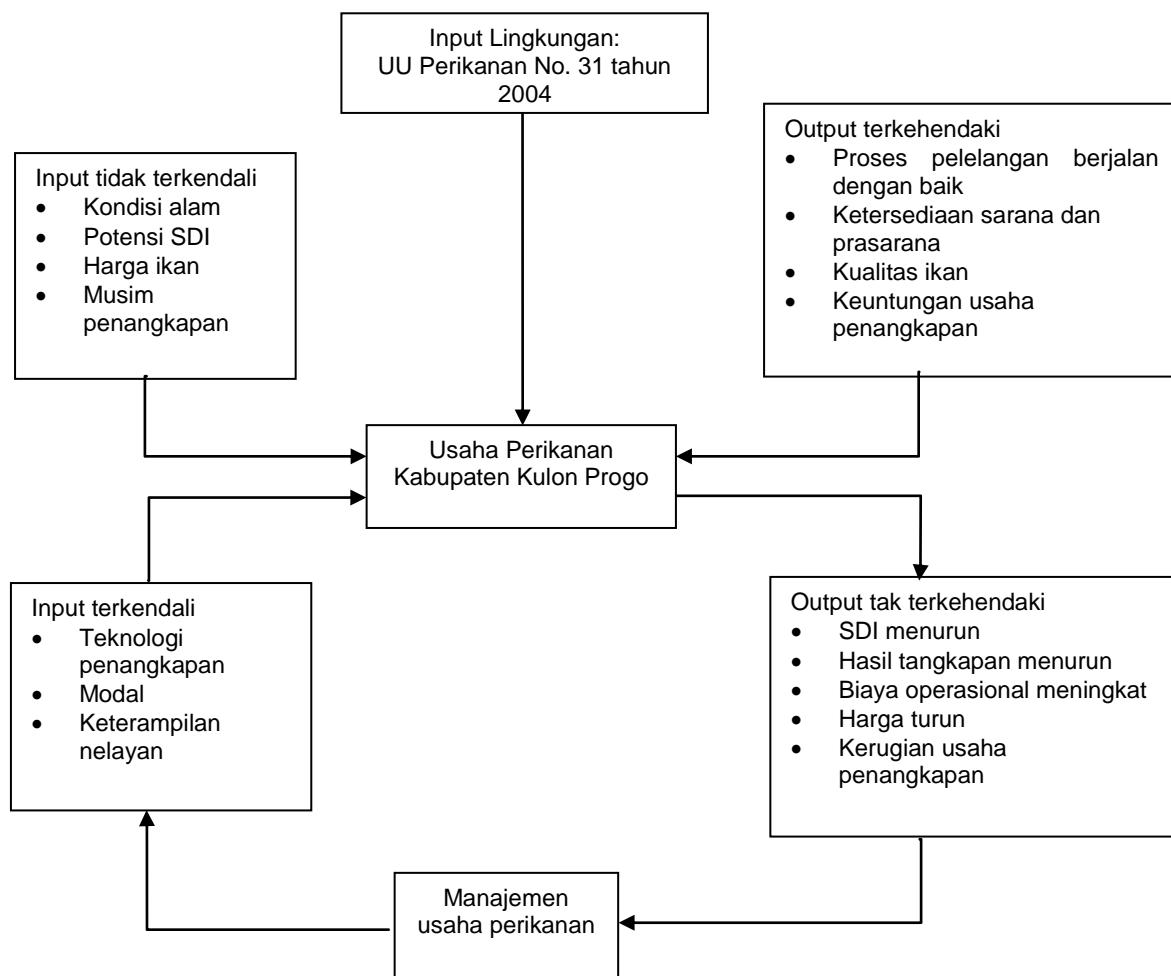 Input Lingkungan:
UU Perikanan No. 31 tahun
2004
Input tidak terkendali
• Kondisi alam
• Potensi SDI
• Harga ikan
• Musim
penangkapan
Output terkehendaki
• Proses pelelangan berjalan
dengan baik
• Ketersediaan sarana dan
prasarana
• Kualitas ikan
• Keuntungan usaha
penangkapan
Usaha Perikanan
Kabupaten Kulon Progo
Input terkendali
• Teknologi
penangkapan
• Modal
• Keterampilan
nelayan
Output tak terkehendaki
• SDI menurun
• Hasil tangkapan menurun
• Biaya operasional meningkat
• Harga turun
• Kerugian usaha
penangkapan
Manajemen
usaha perikanan